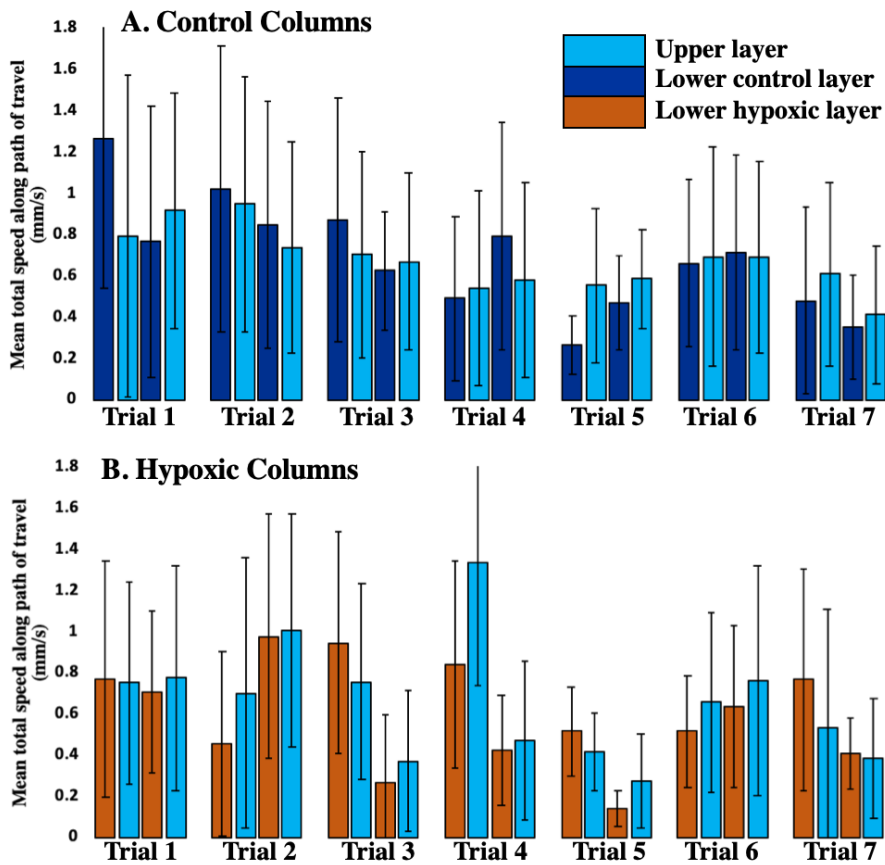 A. Control Columns
Upper layer
Lower control layer
Lower hypoxic layer
Mean total speed along path of travel
(mm/s)
1.8
1.6
1.4
1.2
1
0.8
0.6
0.4
0.2
0
Trial 1 Trial 2 Trial 3 Trial 4 Trial 5 Trial 6 Trial 7
B. Hypoxic Columns
Mean total speed along path of travel
(mm/s)
1.8
1.6
1.4
1.2
1
0.8
0.6
0.4
0.2
0
Trial 1 Trial 2 Trial 3 Trial 4 Trial 5 Trial 6 Trial 7